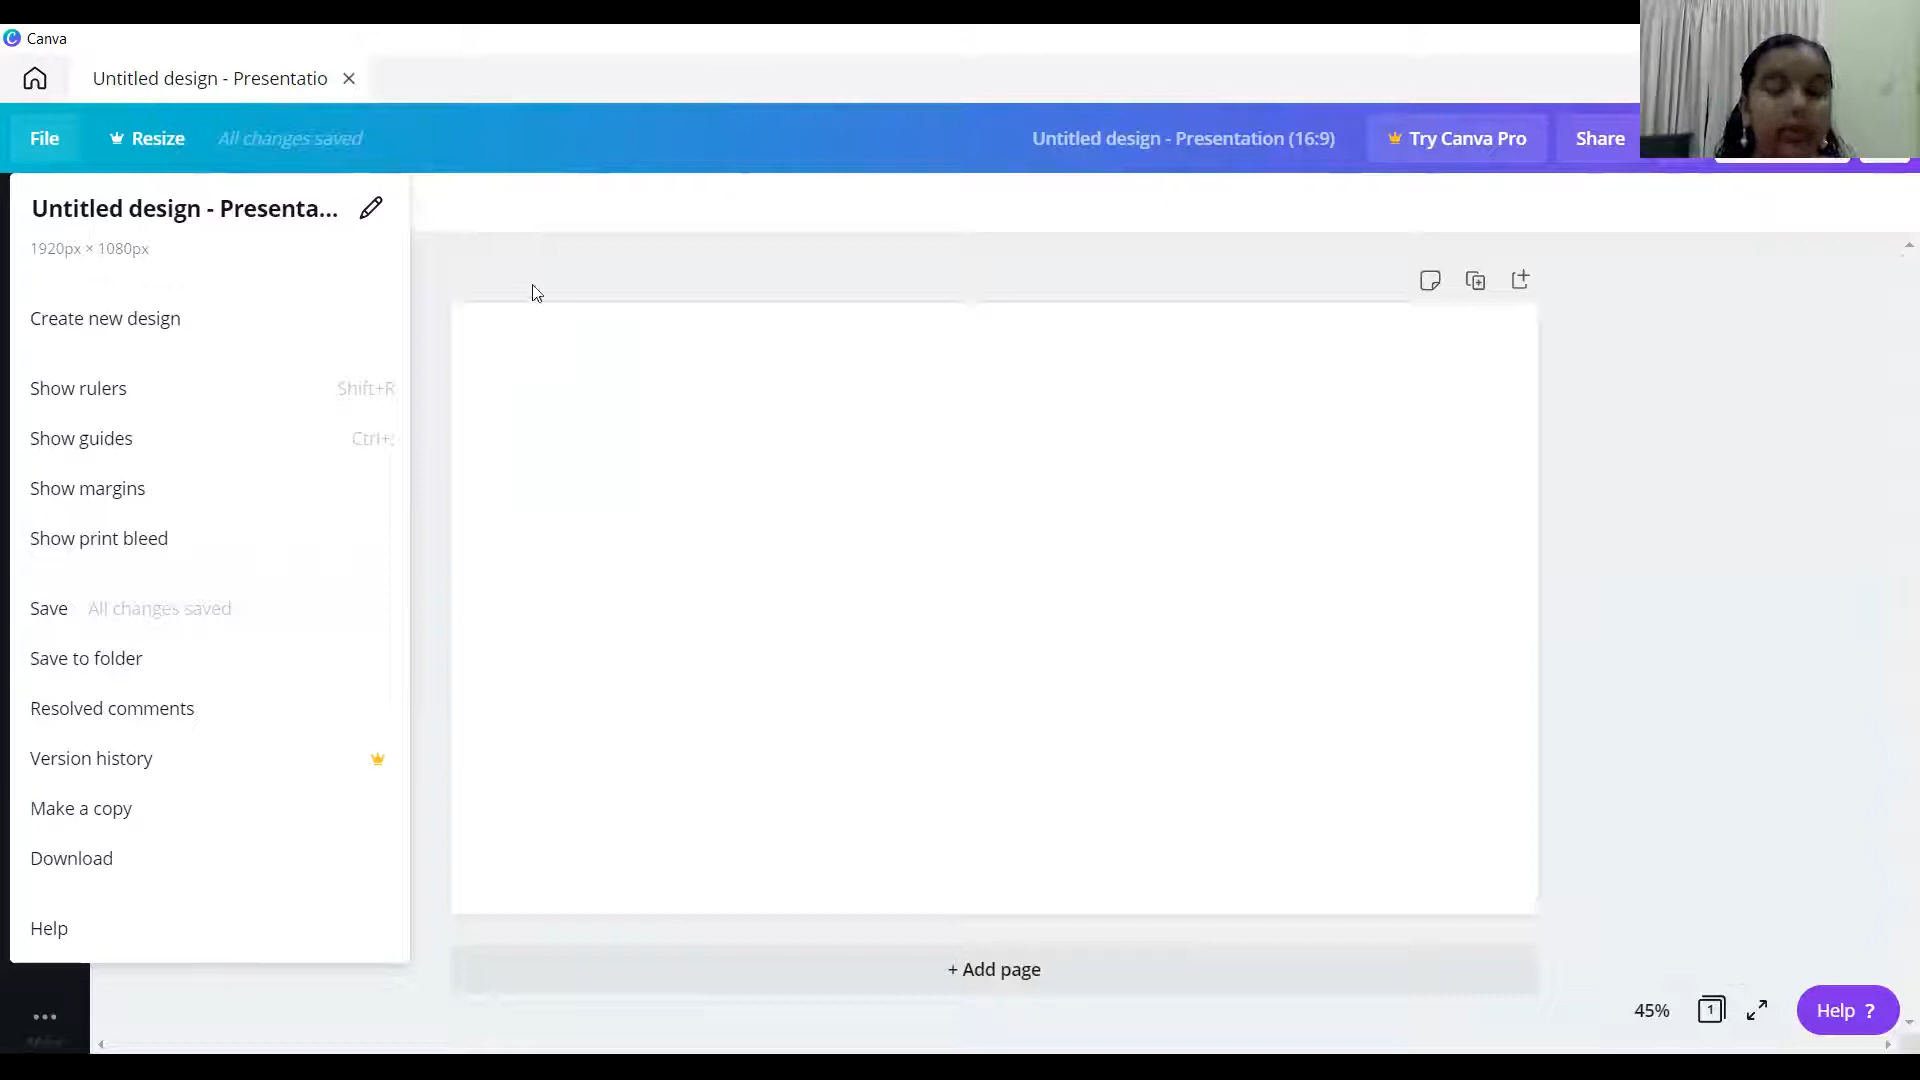 Canva
Untitled design - Presentatio
File
Resize
All changes saved
Untitled design - Presentation (16:9)
Try Canva Pro
Share
Untitled design - Presenta...
1920px × 1080px
Create new design
Show rulers Shift+R
Show guides Ctrl+;
Show margins
Show print bleed
Save All changes saved
Save to folder
Resolved comments
Version history
Make a copy
Download
Help
+ Add page
45%
1
Help ?